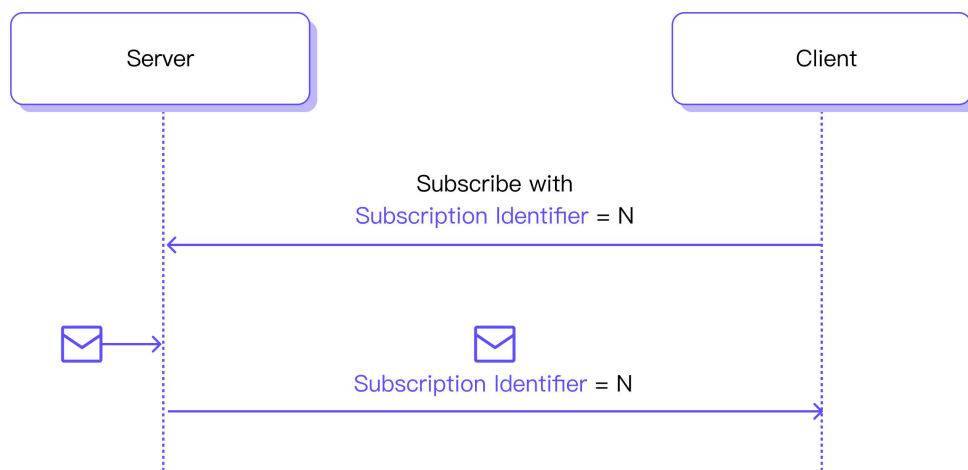 Server
Client
Subscribe with
Subscription Identifier = N
Subscription Identifier = N